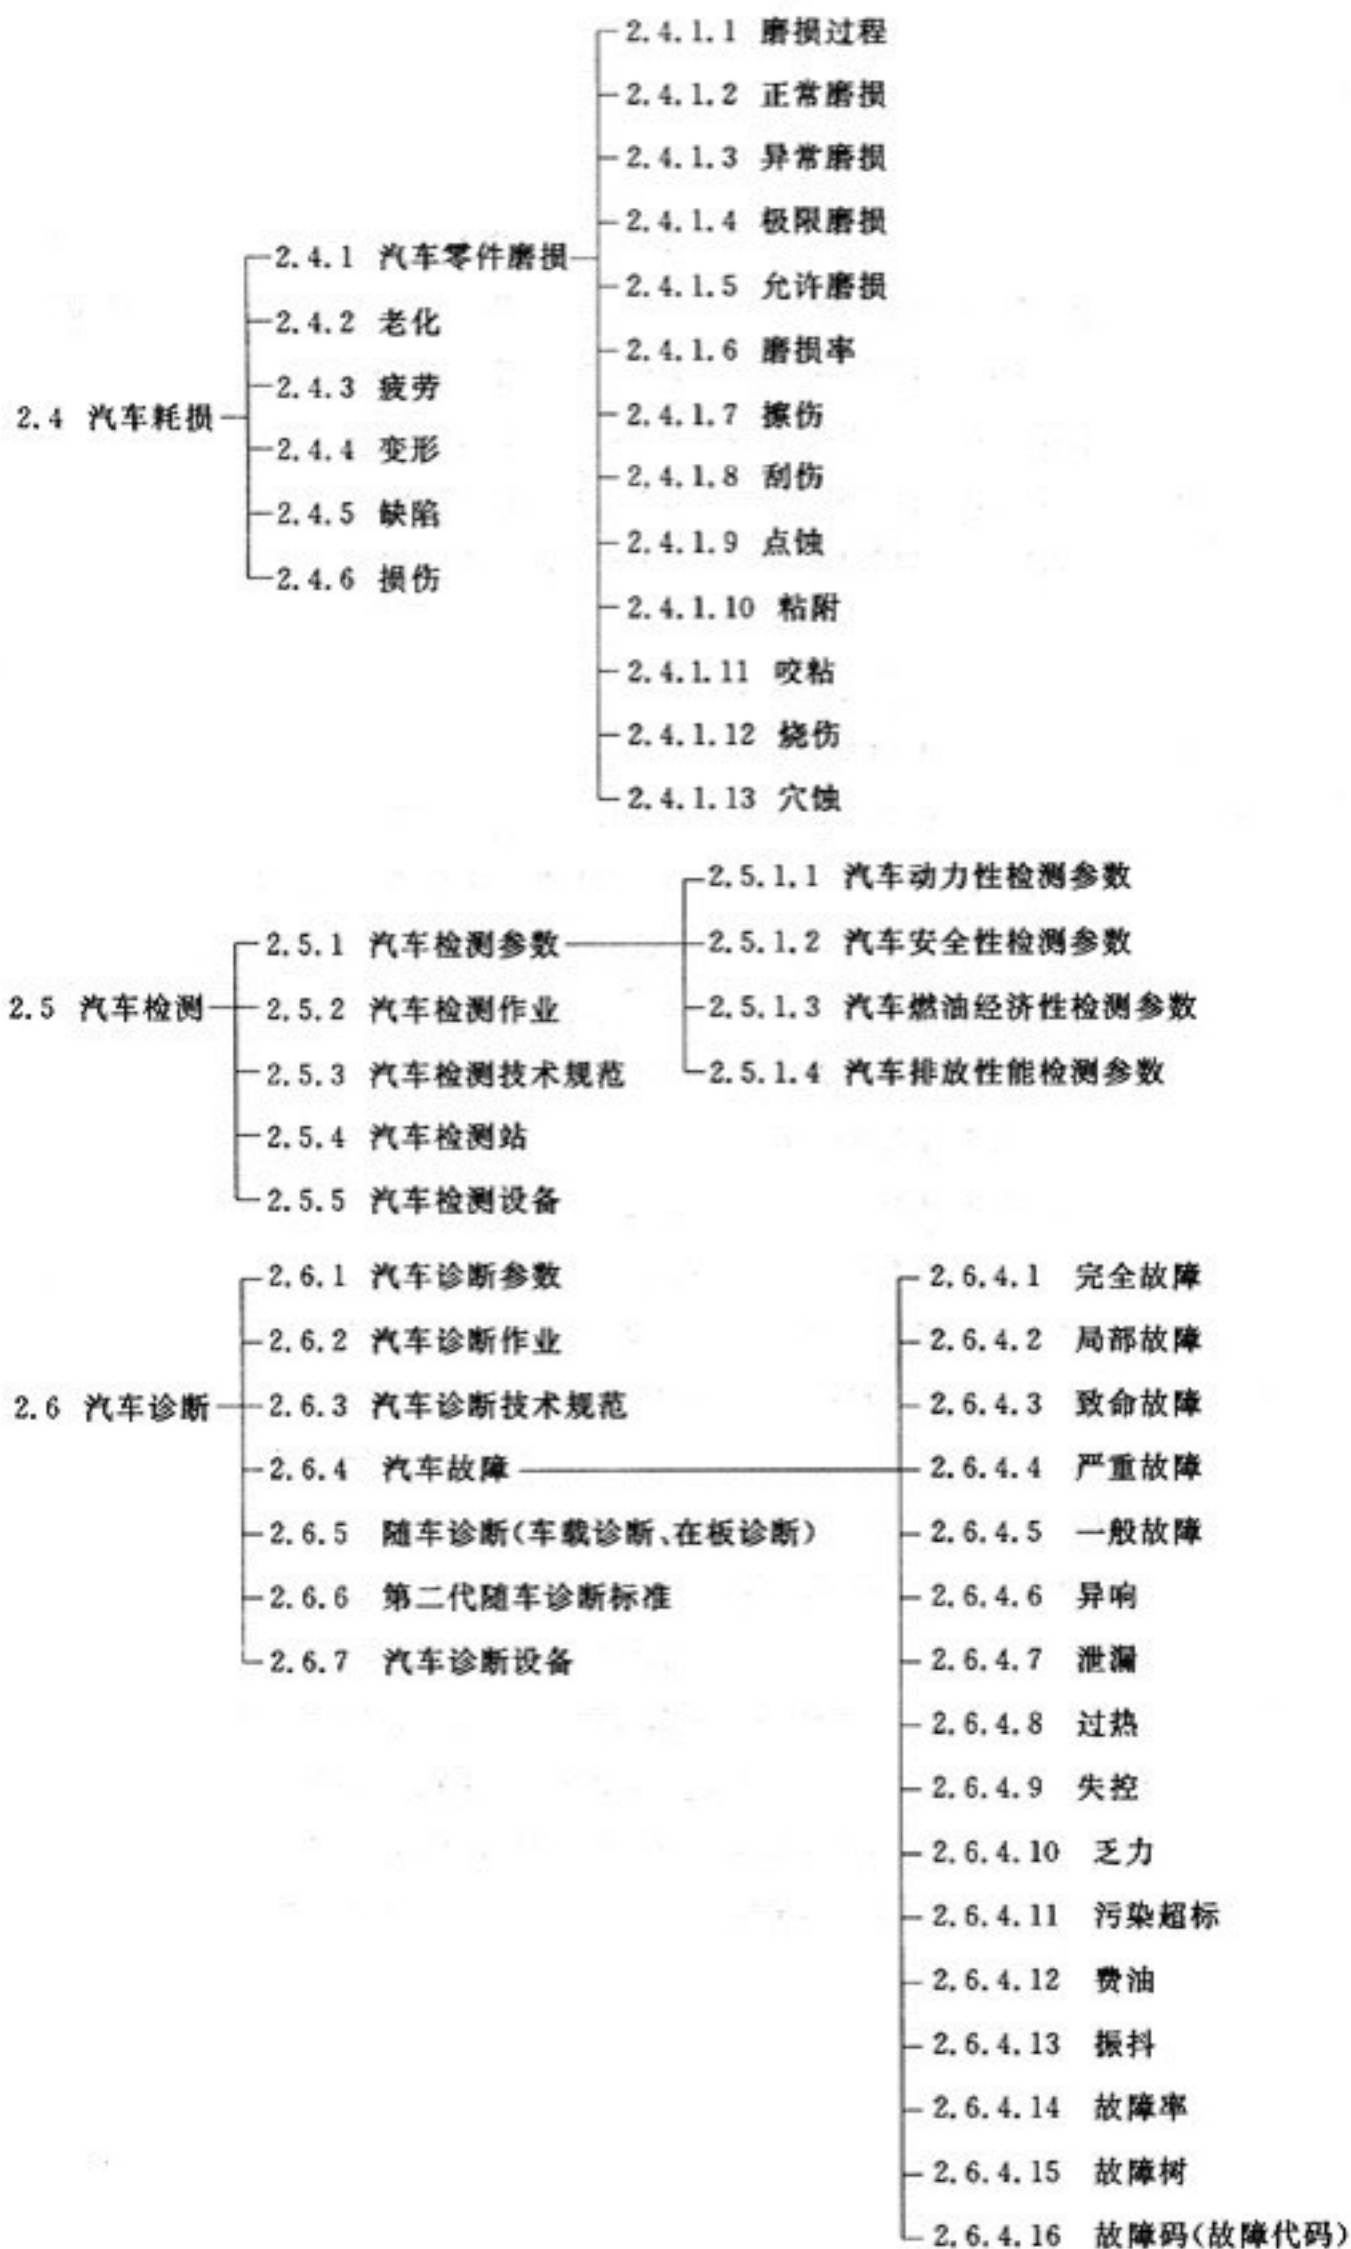 2.4 汽车耗损
2.4.1 汽车零件磨损
2.4.1.1 磨损过程
2.4.1.2 正常磨损
2.4.1.3 异常磨损
2.4.1.4 极限磨损
2.4.1.5 允许磨损
2.4.1.6 磨损率
2.4.1.7 擦伤
2.4.1.8 刮伤
2.4.1.9 点蚀
2.4.1.10 粘附
2.4.1.11 咬粘
2.4.1.12 烧伤
2.4.1.13 穴蚀
2.4.2 老化
2.4.3 疲劳
2.4.4 变形
2.4.5 缺陷
2.4.6 损伤
2.5 汽车检测
2.5.1 汽车检测参数
2.5.1.1 汽车动力性检测参数
2.5.1.2 汽车安全性检测参数
2.5.1.3 汽车燃油经济性检测参数
2.5.1.4 汽车排放性能检测参数
2.5.2 汽车检测作业
2.5.3 汽车检测技术规范
2.5.4 汽车检测站
2.5.5 汽车检测设备
2.6 汽车诊断
2.6.1 汽车诊断参数
2.6.2 汽车诊断作业
2.6.3 汽车诊断技术规范
2.6.4 汽车故障
2.6.4.1 完全故障
2.6.4.2 局部故障
2.6.4.3 致命故障
2.6.4.4 严重故障
2.6.4.5 一般故障
2.6.4.6 异响
2.6.4.7 泄漏
2.6.4.8 过热
2.6.4.9 失控
2.6.4.10 乏力
2.6.4.11 污染超标
2.6.4.12 费油
2.6.4.13 振抖
2.6.4.14 故障率
2.6.4.15 故障树
2.6.4.16 故障码(故障代码)
2.6.5 随车诊断(车载诊断、在板诊断)
2.6.6 第二代随车诊断标准
2.6.7 汽车诊断设备